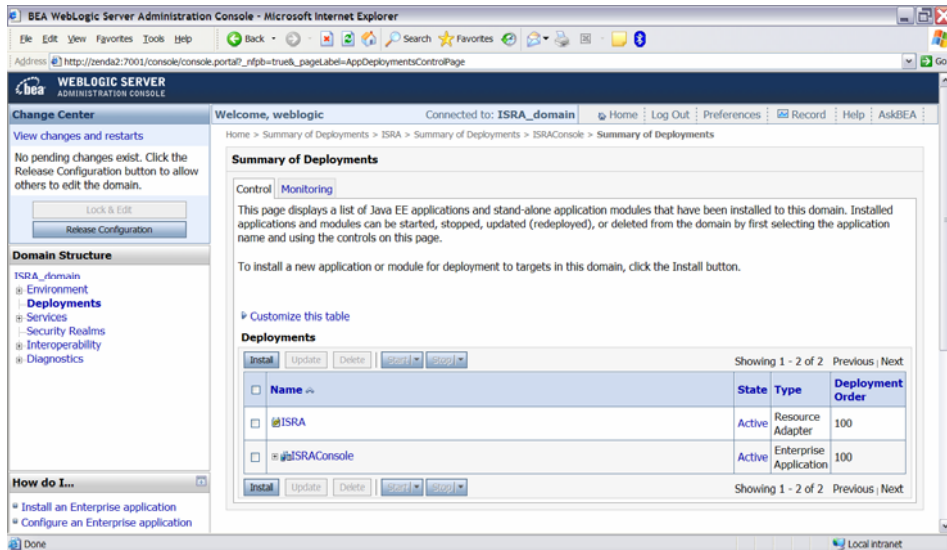 BEA WebLogic Server Administration Console - Microsoft Internet Explorer
File Edit View Favorites Tools Help
Back Search Favorites
Address http://zenda2:7001/console/console.portal?_nfpb=true&_pageLabel=AppDeploymentsControlPage Go
bea WEBLOGIC SERVER
ADMINISTRATION CONSOLE
Change Center
View changes and restarts
No pending changes exist. Click the
Release Configuration button to allow
others to edit the domain.
Lock & Edit
Release Configuration
Domain Structure
ISRA_domain
Environment
Deployments
Services
Security Realms
Interoperability
Diagnostics
How do I...
Install an Enterprise application
Configure an Enterprise application
Welcome, weblogic Connected to: ISRA_domain Home Log Out Preferences Record Help AskBEA
Home > Summary of Deployments > ISRA > Summary of Deployments > ISRAConsole > Summary of Deployments
Summary of Deployments
Control Monitoring
This page displays a list of Java EE applications and stand-alone application modules that have been installed to this domain. Installed
applications and modules can be started, stopped, updated (redeployed), or deleted from the domain by first selecting the application
name and using the controls on this page.
To install a new application or module for deployment to targets in this domain, click the Install button.
Customize this table
Deployments
Install Update Delete Start Stop Showing 1 - 2 of 2 Previous | Next
Name State Type Deployment
Order
ISRA Active Resource
Adapter 100
ISRAConsole Active Enterprise
Application 100
Install Update Delete Start Stop Showing 1 - 2 of 2 Previous | Next
Done Local intranet